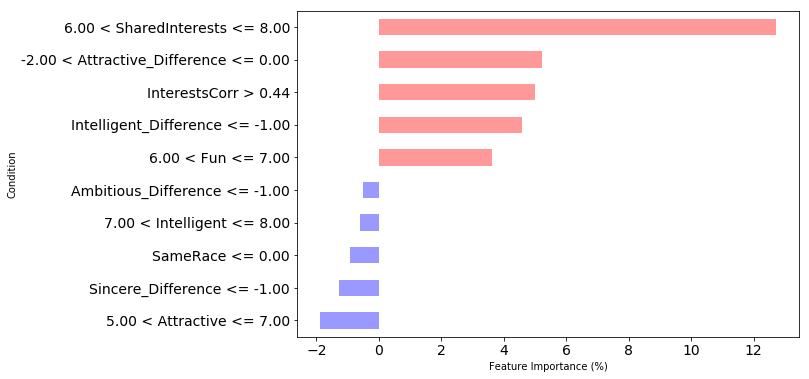 6.00 < SharedInterests <= 8.00
-2.00 < Attractive_Difference <= 0.00
InterestsCorr > 0.44
Intelligent_Difference <= -1.00
6.00 < Fun <= 7.00
Ambitious_Difference <= -1.00
7.00 < Intelligent <= 8.00
SameRace <= 0.00
Sincere_Difference <= -1.00
5.00 < Attractive <= 7.00
Condition
−2 0 2 4 6 8 10 12
Feature Importance (%)